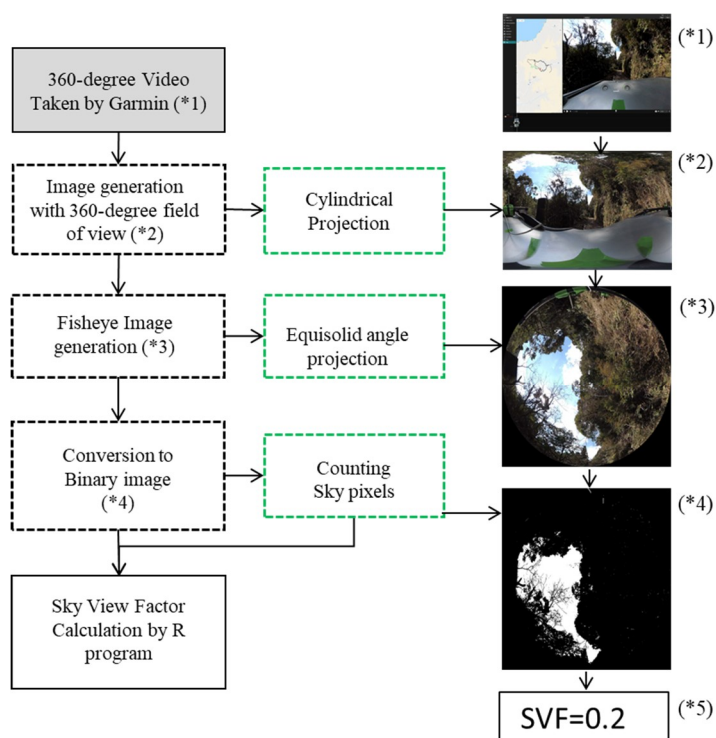 360-degree Video
Taken by Garmin (*1)
Image generation
with 360-degree field
of view (*2)
Cylindrical
Projection
Fisheye Image
generation (*3)
Equisolid angle
projection
Conversion to
Binary image
(*4)
Counting
Sky pixels
Sky View Factor
Calculation by R
program
(*1)
(*2)
(*3)
(*4)
SVF=0.2
(*5)